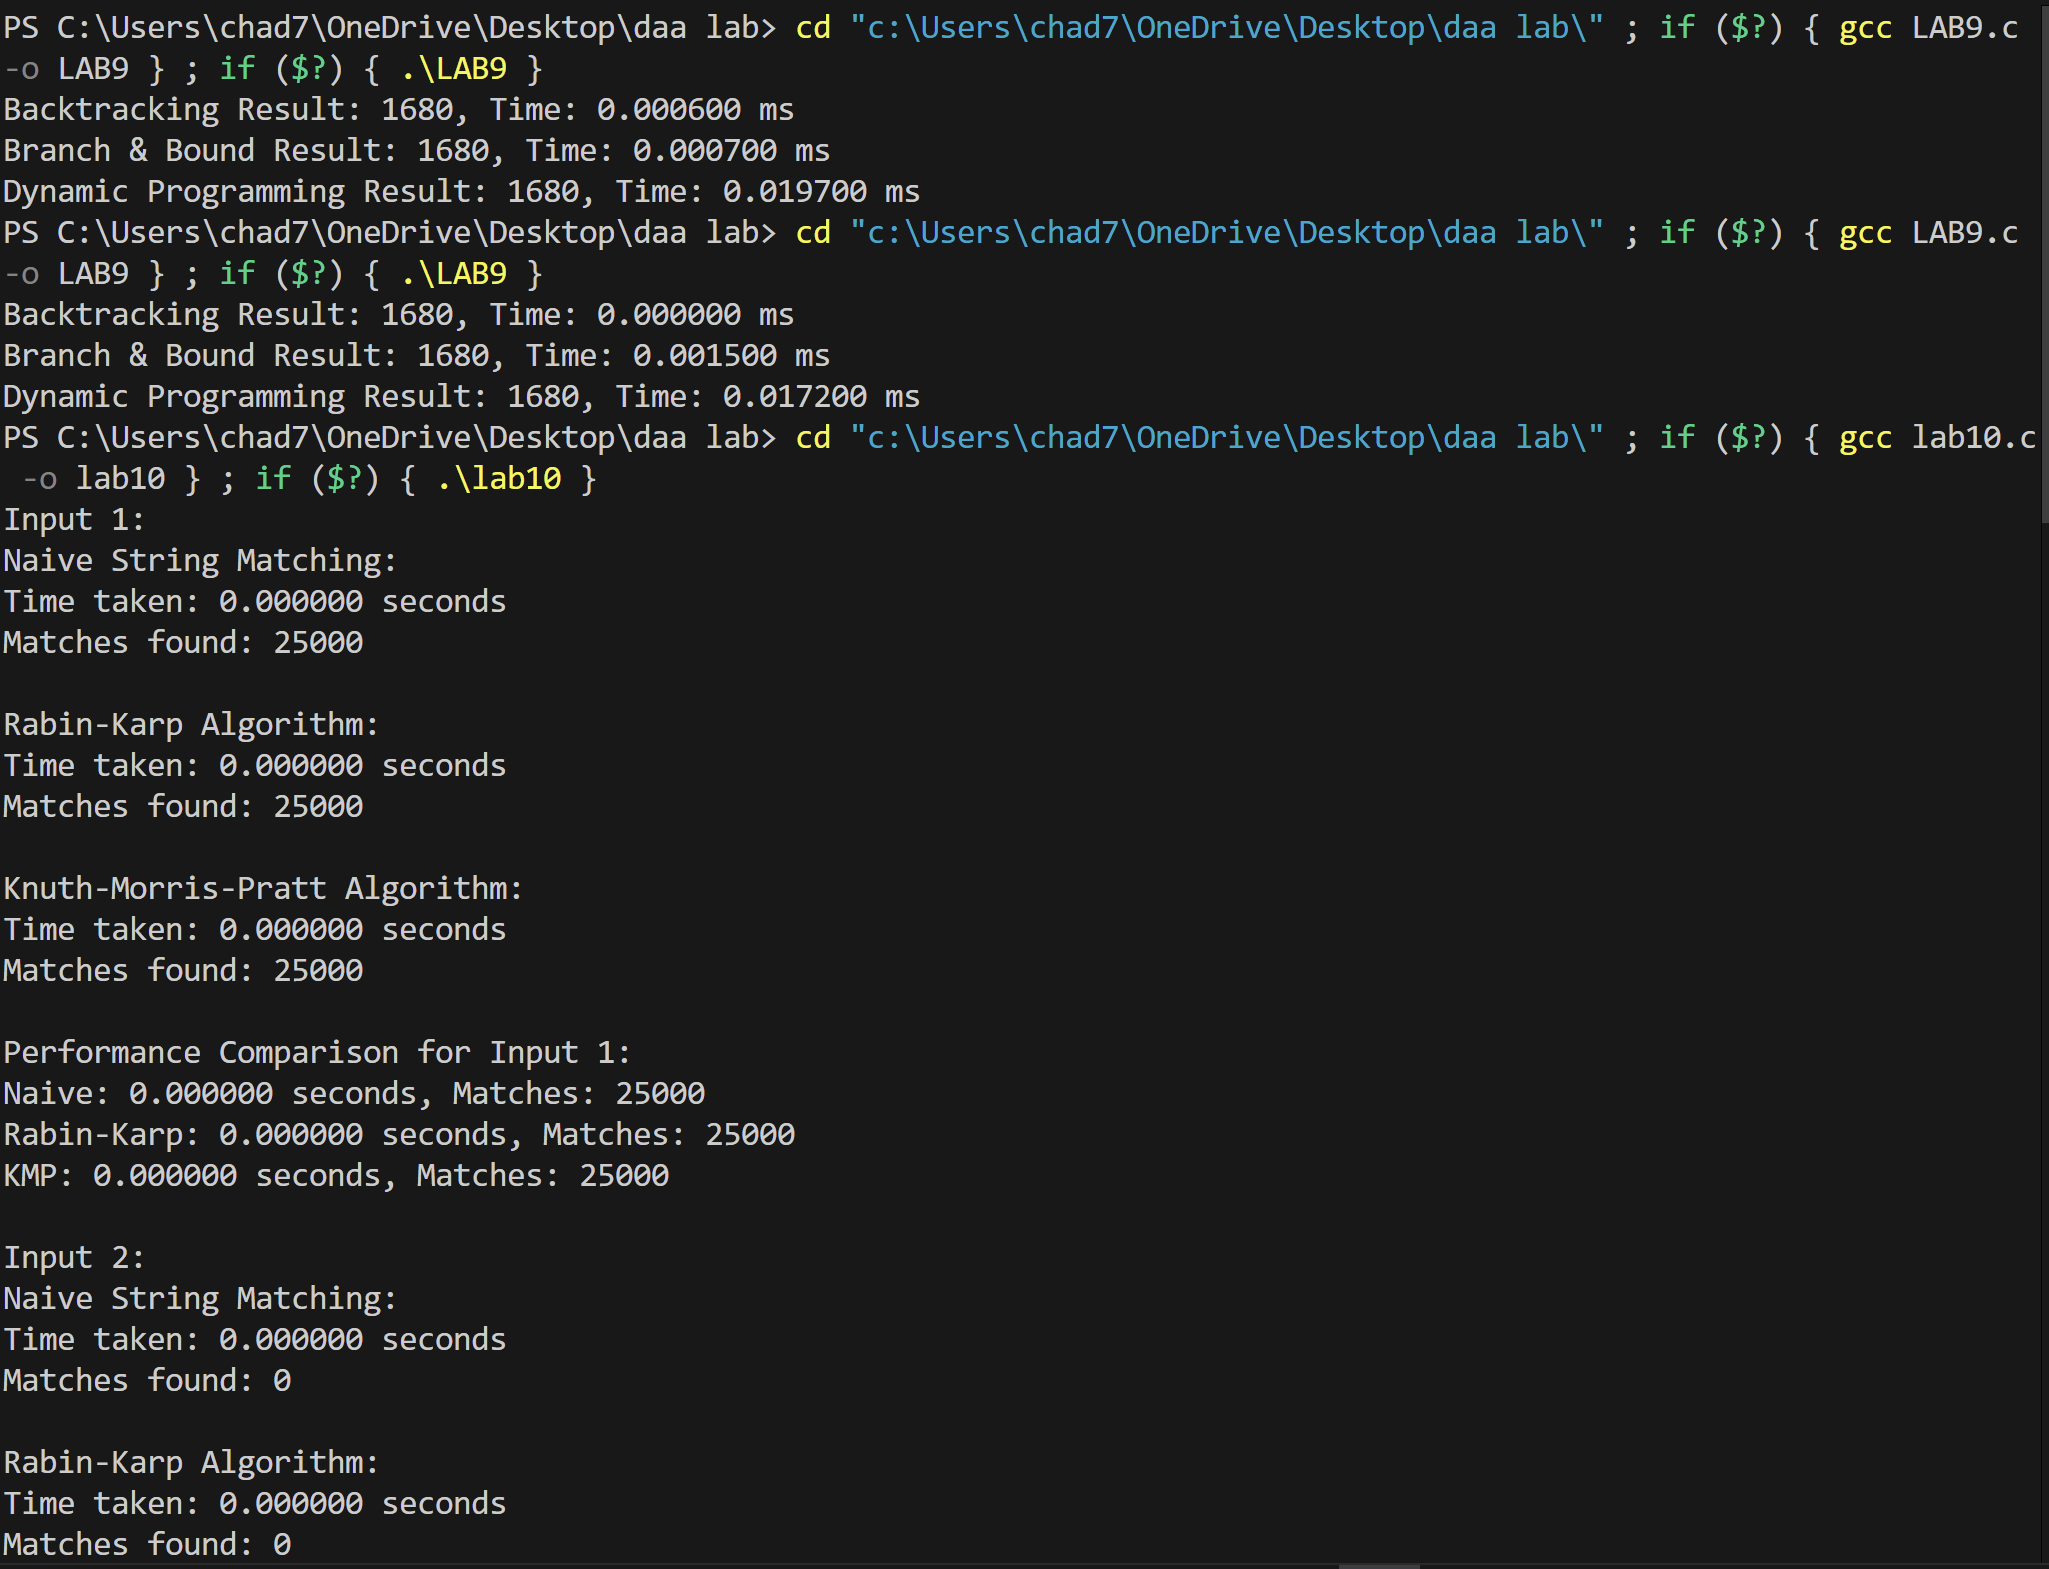 PS C:\Users\chad7\OneDrive\Desktop\daa lab> cd "c:\Users\chad7\OneDrive\Desktop\daa lab\" ; if ($?) { gcc LAB9.c
-o LAB9 } ; if ($?) { .\LAB9 }
Backtracking Result: 1680, Time: 0.000600 ms
Branch & Bound Result: 1680, Time: 0.000700 ms
Dynamic Programming Result: 1680, Time: 0.019700 ms
PS C:\Users\chad7\OneDrive\Desktop\daa lab> cd "c:\Users\chad7\OneDrive\Desktop\daa lab\" ; if ($?) { gcc LAB9.c
-o LAB9 } ; if ($?) { .\LAB9 }
Backtracking Result: 1680, Time: 0.000000 ms
Branch & Bound Result: 1680, Time: 0.001500 ms
Dynamic Programming Result: 1680, Time: 0.017200 ms
PS C:\Users\chad7\OneDrive\Desktop\daa lab> cd "c:\Users\chad7\OneDrive\Desktop\daa lab\" ; if ($?) { gcc lab10.c
 -o lab10 } ; if ($?) { .\lab10 }
Input 1:
Naive String Matching:
Time taken: 0.000000 seconds
Matches found: 25000

Rabin-Karp Algorithm:
Time taken: 0.000000 seconds
Matches found: 25000

Knuth-Morris-Pratt Algorithm:
Time taken: 0.000000 seconds
Matches found: 25000

Performance Comparison for Input 1:
Naive: 0.000000 seconds, Matches: 25000
Rabin-Karp: 0.000000 seconds, Matches: 25000
KMP: 0.000000 seconds, Matches: 25000

Input 2:
Naive String Matching:
Time taken: 0.000000 seconds
Matches found: 0

Rabin-Karp Algorithm:
Time taken: 0.000000 seconds
Matches found: 0